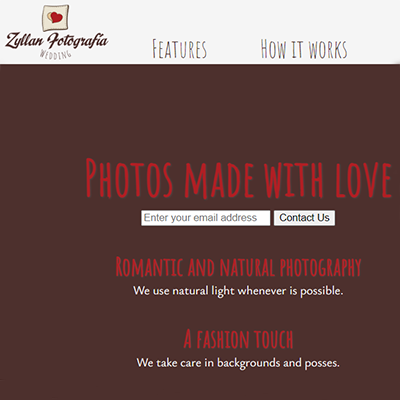 Zyllan Fotografía
WEDDING
Features
How it works
Photos made with love
Enter your email address
Contact Us
Romantic and natural photography
We use natural light whenever is possible.
A fashion touch
We take care in backgrounds and posses.